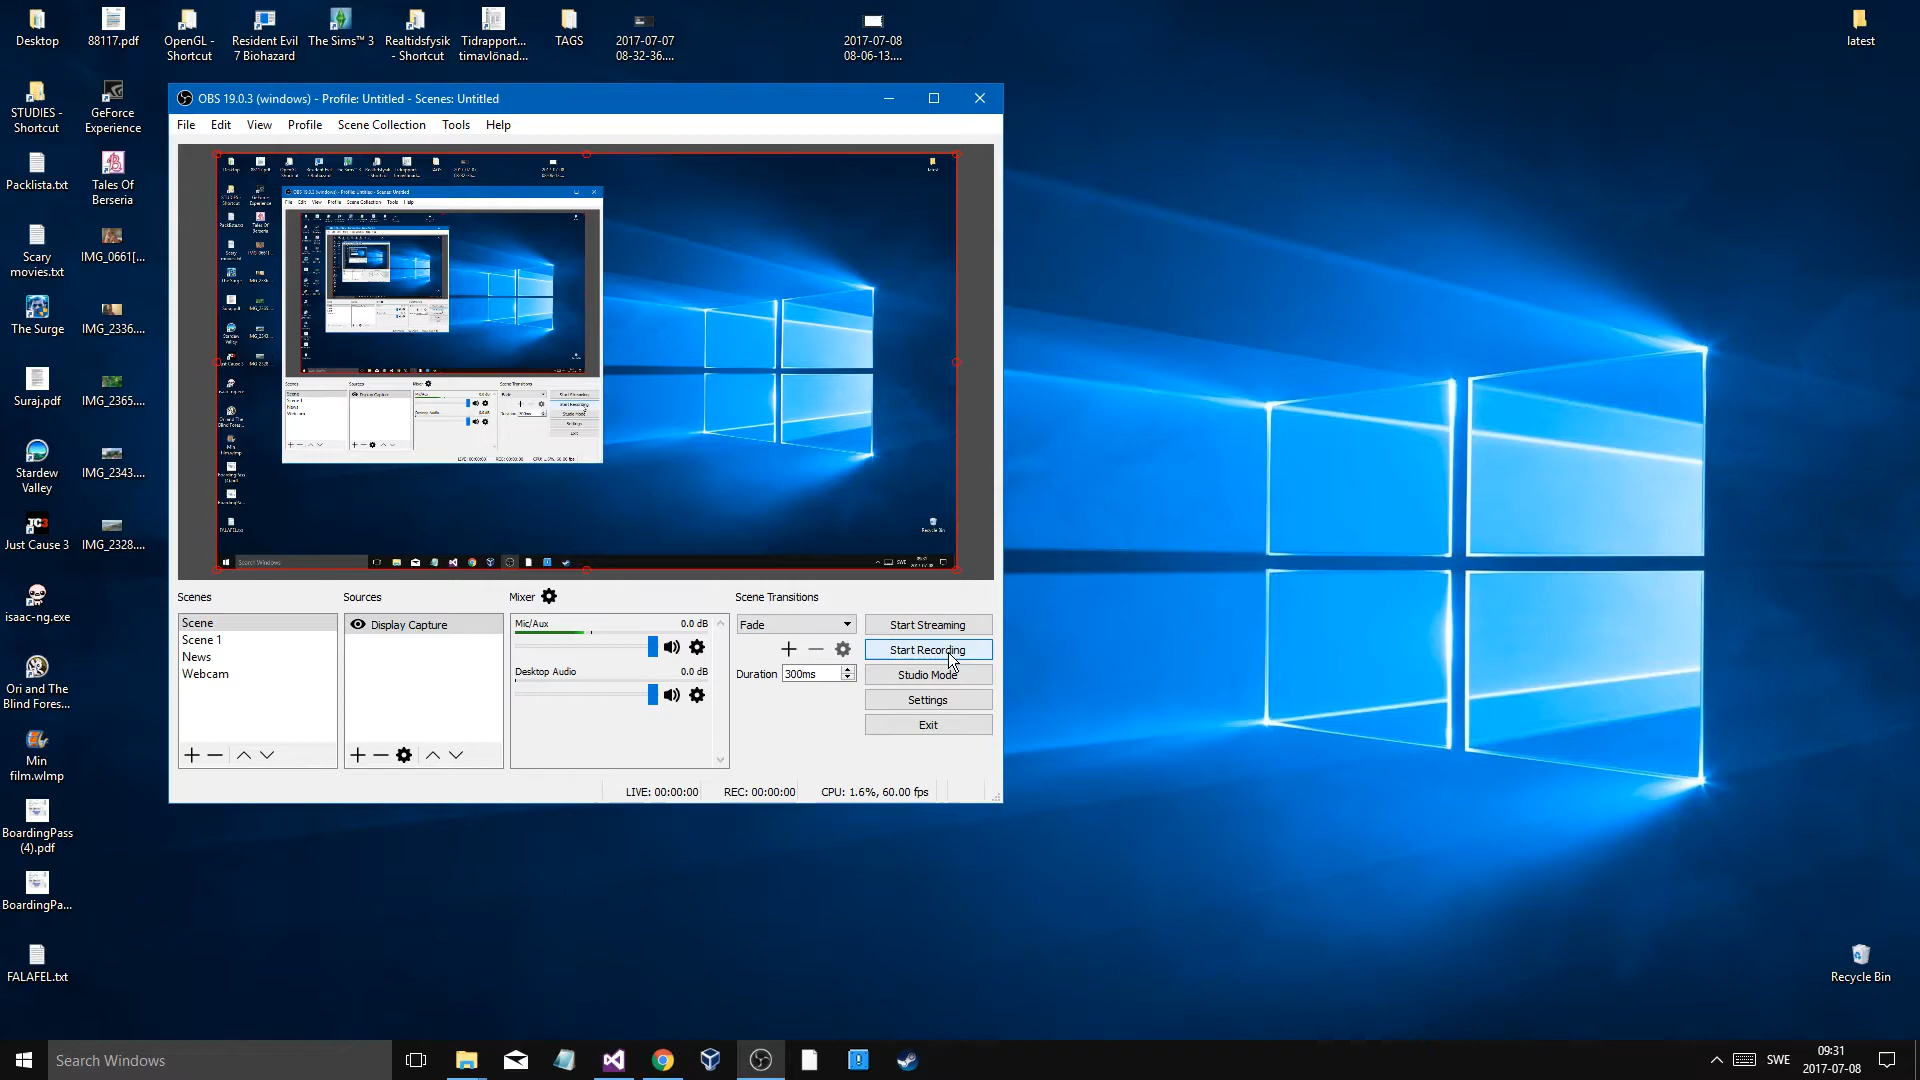 Desktop
88117.pdf
OpenGL -
Shortcut
Resident Evil
7 Biohazard
The Sims™ 3
Realtidsfysik
- Shortcut
Tidrapport...
timavlönad...
TAGS
2017-07-07
08-32-36....
2017-07-08
08-06-13....
latest
STUDIES -
Shortcut
GeForce
Experience
Packlista.txt
Tales Of
Berseria
Scary
movies.txt
IMG_0661[...
The Surge
IMG_2336....
Suraj.pdf
IMG_2365....
Stardew
Valley
IMG_2343....
Just Cause 3
IMG_2328....
isaac-ng.exe
Ori and The
Blind Fores...
Min
film.wlmp
BoardingPass
(4).pdf
BoardingPa...
FALAFEL.txt
Recycle Bin
OBS 19.0.3 (windows) - Profile: Untitled - Scenes: Untitled
File Edit View Profile Scene Collection Tools Help
Scenes
Scene
Scene 1
News
Webcam
Sources
Display Capture
Mixer
Mic/Aux 0.0 dB
Desktop Audio 0.0 dB
Scene Transitions
Fade
Duration 300ms
Start Streaming
Start Recording
Studio Mode
Settings
Exit
LIVE: 00:00:00 REC: 00:00:00 CPU: 1.6%, 60.00 fps
Search Windows
SWE
09:31
2017-07-08